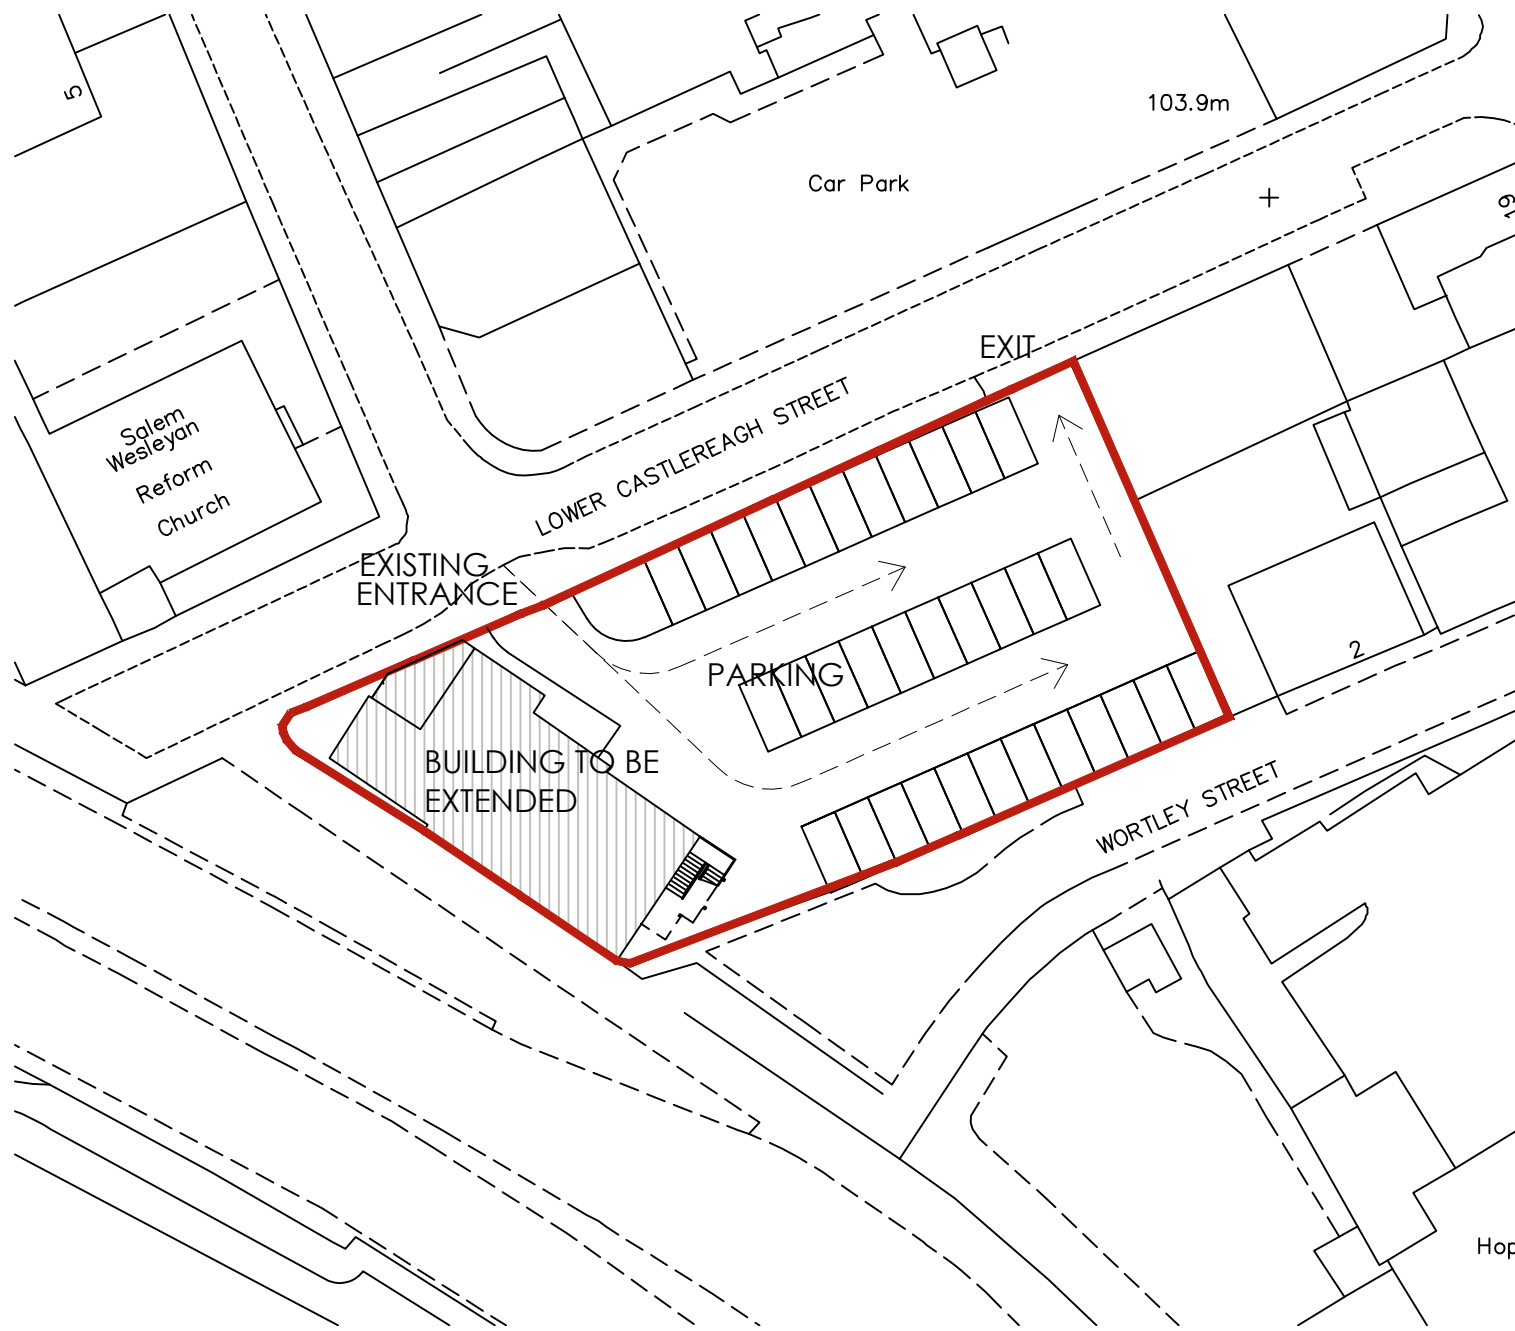 5
103.9m
Car Park
19
EXIT
LOWER CASTLEREAGH STREET
Salem
Wesleyan
Reform
Church
EXISTING
ENTRANCE
PARKING
2
BUILDING TO BE
EXTENDED
WORTLEY STREET
Hop